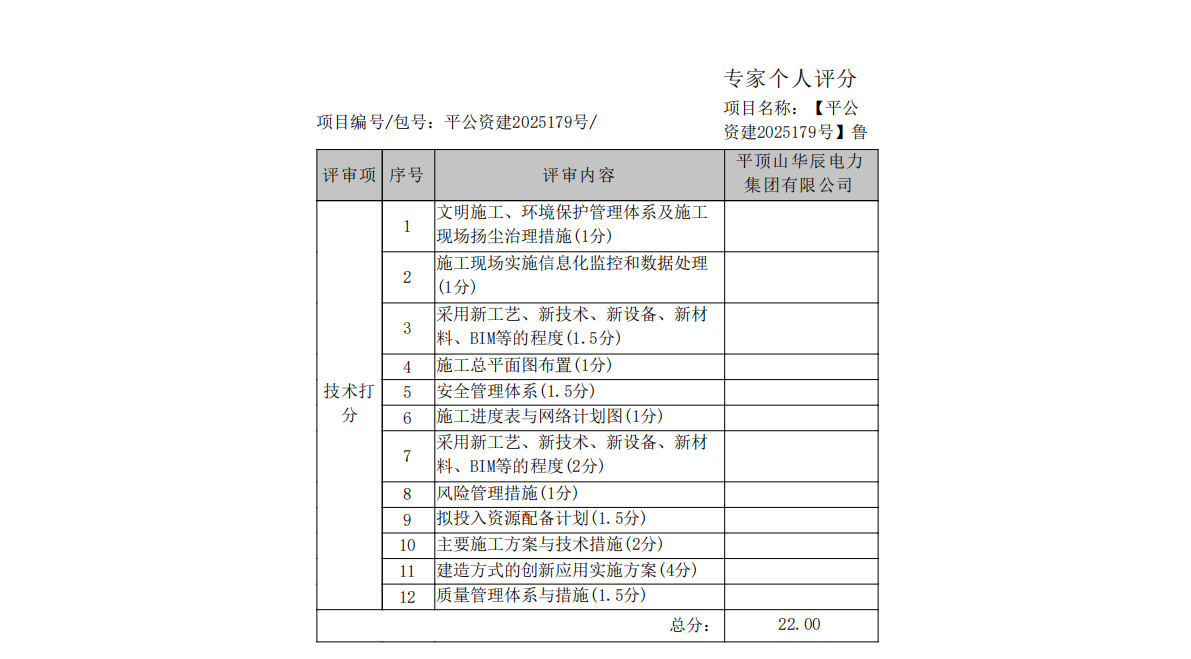 专家个人评分
项目编号/包号：平公资建2025179号/
项目名称：【平公
资建2025179号】鲁
评审项 序号 评审内容 平顶山华辰电力
集团有限公司
技术打
分
1 文明施工、环境保护管理体系及施工
现场扬尘治理措施(1分)
2 施工现场实施信息化监控和数据处理
(1分)
3 采用新工艺、新技术、新设备、新材
料、BIM等的程度(1.5分)
4 施工总平面图布置(1分)
5 安全管理体系(1.5分)
6 施工进度表与网络计划图(1分)
7 采用新工艺、新技术、新设备、新材
料、BIM等的程度(2分)
8 风险管理措施(1分)
9 拟投入资源配备计划(1.5分)
10 主要施工方案与技术措施(2分)
11 建造方式的创新应用实施方案(4分)
12 质量管理体系与措施(1.5分)
总分： 22.00